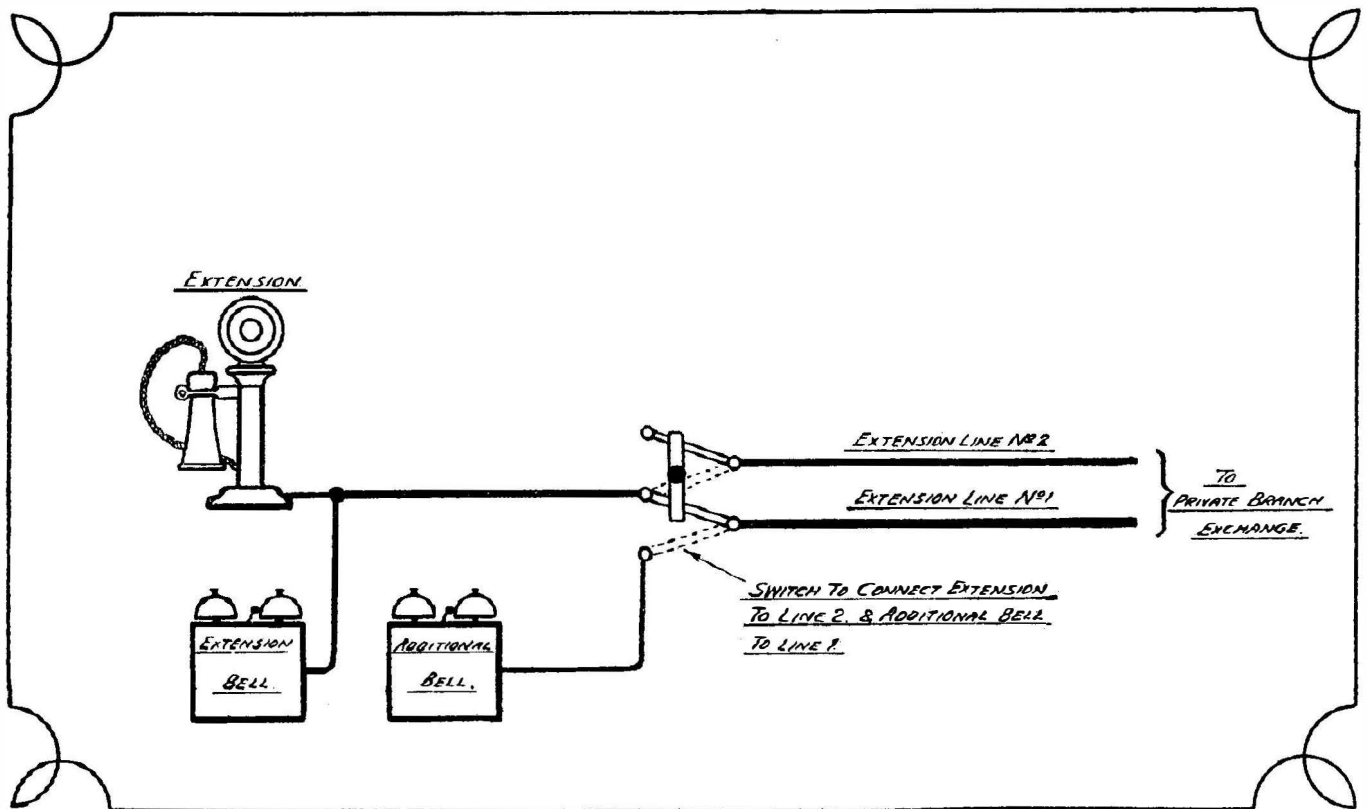 EXTENSION
EXTENSION LINE Nº2
EXTENSION LINE Nº1
TO
PRIVATE BRANCH
EXCHANGE.
SWITCH TO CONNECT EXTENSION
TO LINE 2. & ADDITIONAL BELL
TO LINE 1.
EXTENSION
BELL.
ADDITIONAL
BELL.